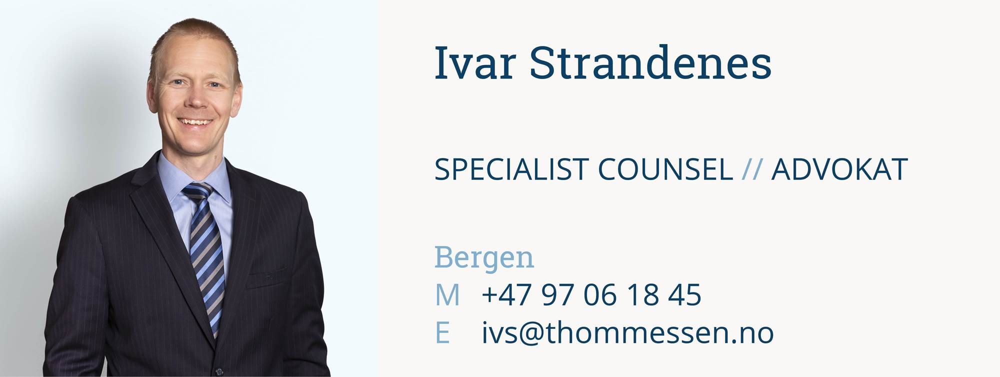 Ivar Strandenes
SPECIALIST COUNSEL // ADVOKAT
Bergen
M +47 97 06 18 45
E ivs@thommessen.no